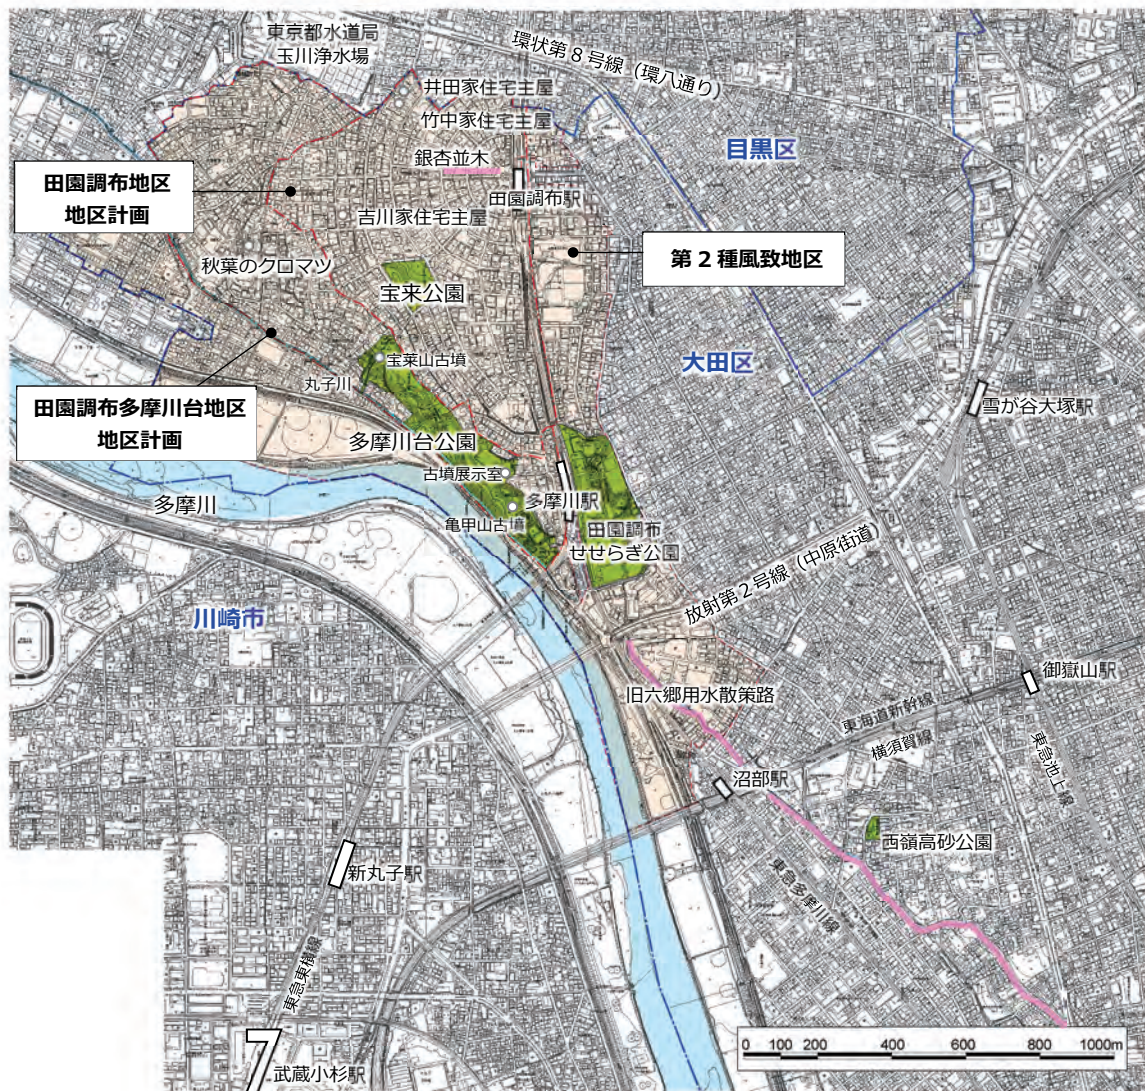 東京都水道局
玉川浄水場
環状第8号線（環八通り）
井田家住宅主屋
竹中家住宅主屋
目黒区
銀杏並木
田園調布地区
地区計画
田園調布駅
吉川家住宅主屋
第2種風致地区
秋葉のクロマツ
宝来公園
宝莱山古墳
大田区
丸子川
雪が谷大塚駅
田園調布多摩川台地区
地区計画
多摩川台公園
古墳展示室
多摩川駅
多摩川
亀甲山古墳
田園調布
せせらぎ公園
放射第2号線（中原街道）
川崎市
御嶽山駅
旧六郷用水散策路
東海道新幹線
横須賀線
沼部駅
東急池上線
西嶺高砂公園
新丸子駅
東急多摩川線
東急東横線
武蔵小杉駅
0 100 200 400 600 800 1000m